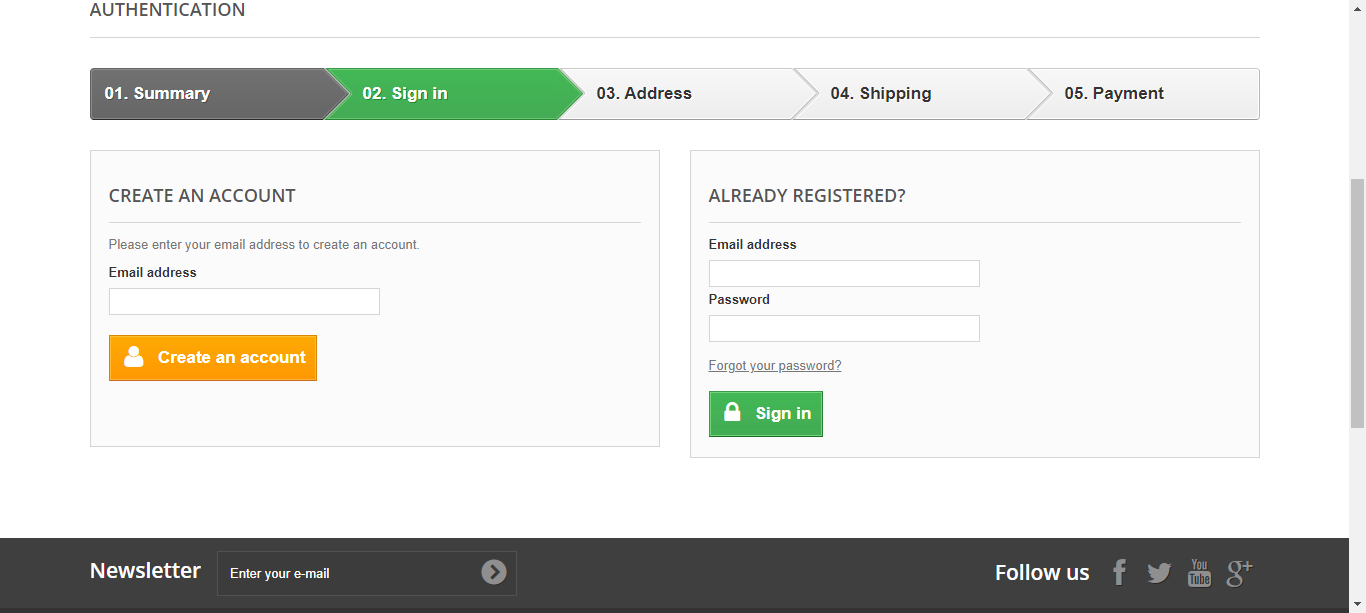 AUTHENTICATION
01. Summary
02. Sign in
03. Address
04. Shipping
05. Payment
CREATE AN ACCOUNT
Please enter your email address to create an account.
Email address
Create an account
ALREADY REGISTERED?
Email address
Password
Forgot your password?
Sign in
Newsletter
Enter your e-mail
Follow us
You
Tube
g+